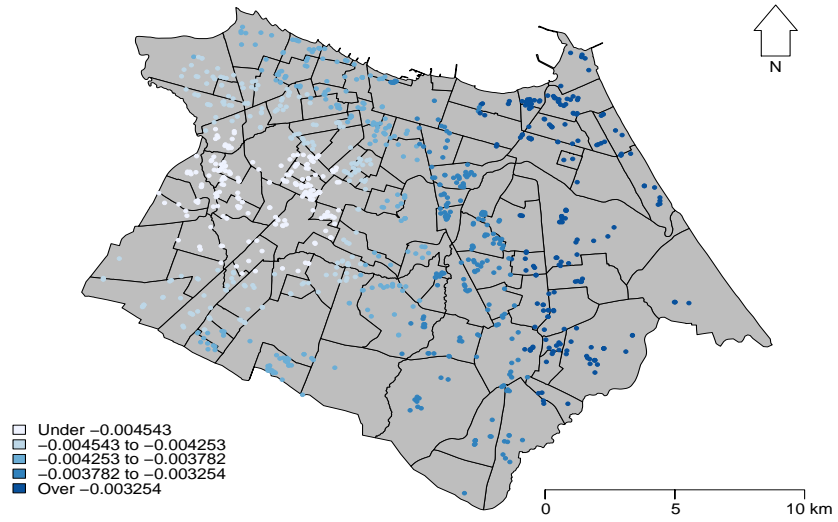 N
Under −0.004543
−0.004543 to −0.004253
−0.004253 to −0.003782
−0.003782 to −0.003254
Over −0.003254
0 5 10 km